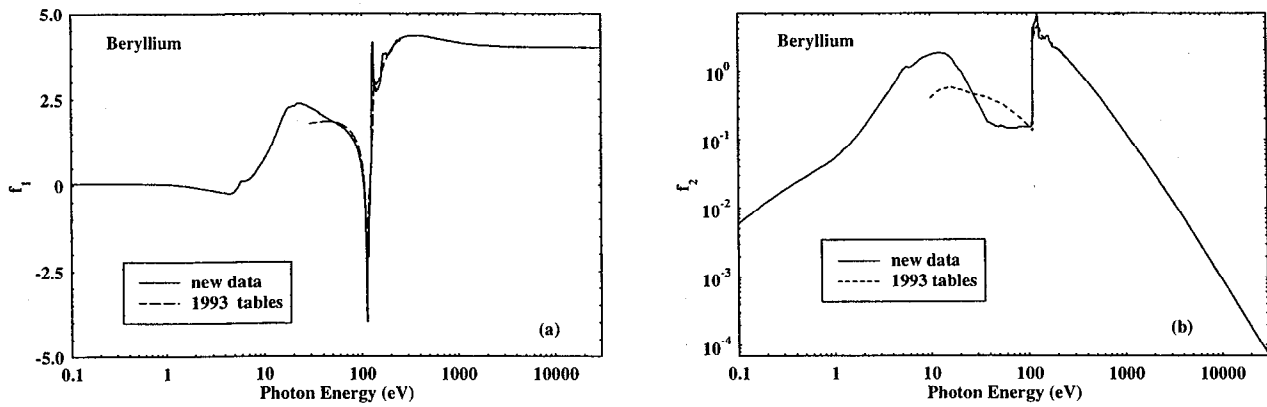 5.0
Beryllium
2.5
f1
0
-2.5
new data
1993 tables
(a)
-5.0
0.1 1 10 100 1000 10000
Photon Energy (eV)
Beryllium
10^0
10^-1
f2
10^-2
new data
1993 tables
10^-3
(b)
10^-4
0.1 1 10 100 1000 10000
Photon Energy (eV)